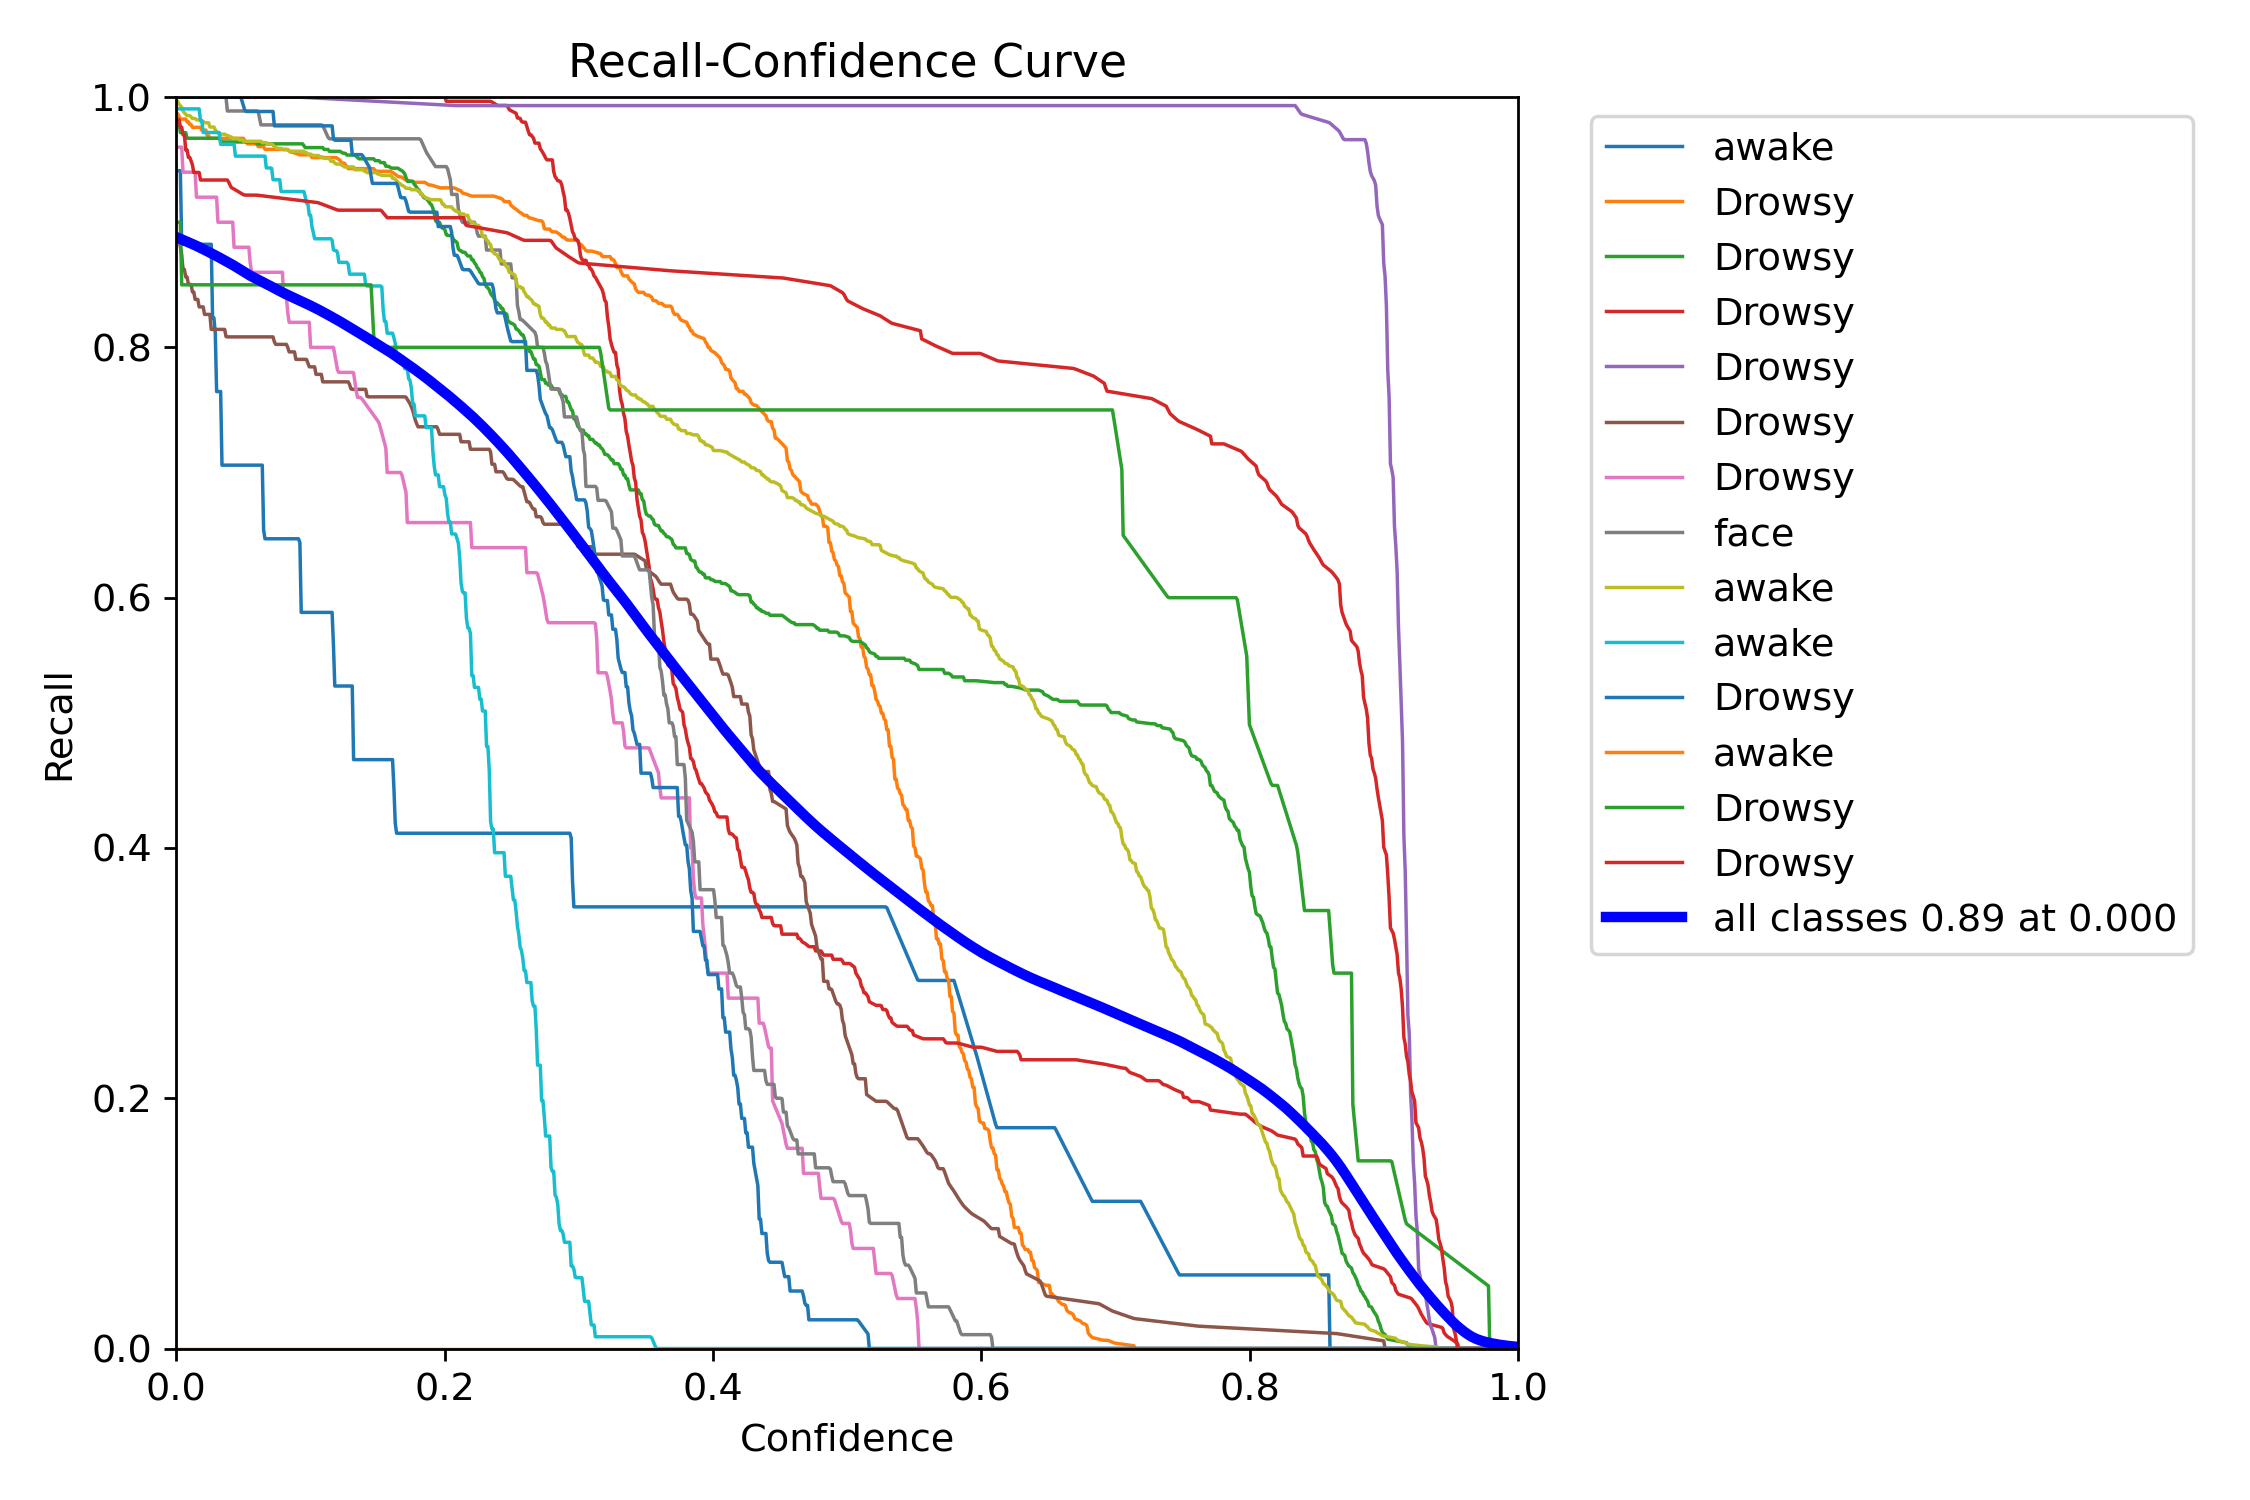 Recall-Confidence Curve
1.0
0.8
0.6
0.4
0.2
0.0
Recall
0.0 0.2 0.4 0.6 0.8 1.0
Confidence
awake
Drowsy
Drowsy
Drowsy
Drowsy
Drowsy
Drowsy
face
awake
awake
Drowsy
awake
Drowsy
Drowsy
all classes 0.89 at 0.000